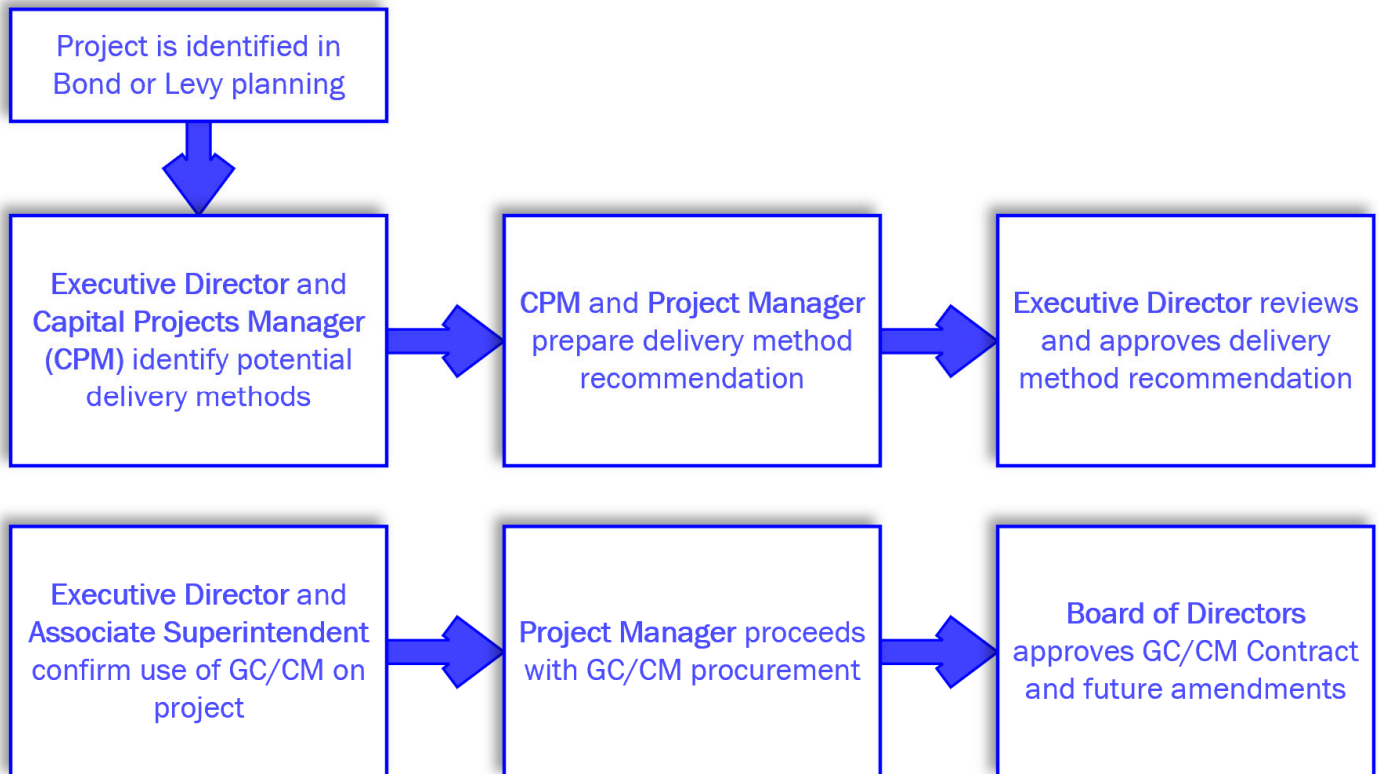 Project is identified in
Bond or Levy planning
Executive Director and
Capital Projects Manager
(CPM) identify potential
delivery methods
CPM and Project Manager
prepare delivery method
recommendation
Executive Director reviews
and approves delivery
method recommendation
Executive Director and
Associate Superintendent
confirm use of GC/CM on
project
Project Manager proceeds
with GC/CM procurement
Board of Directors
approves GC/CM Contract
and future amendments